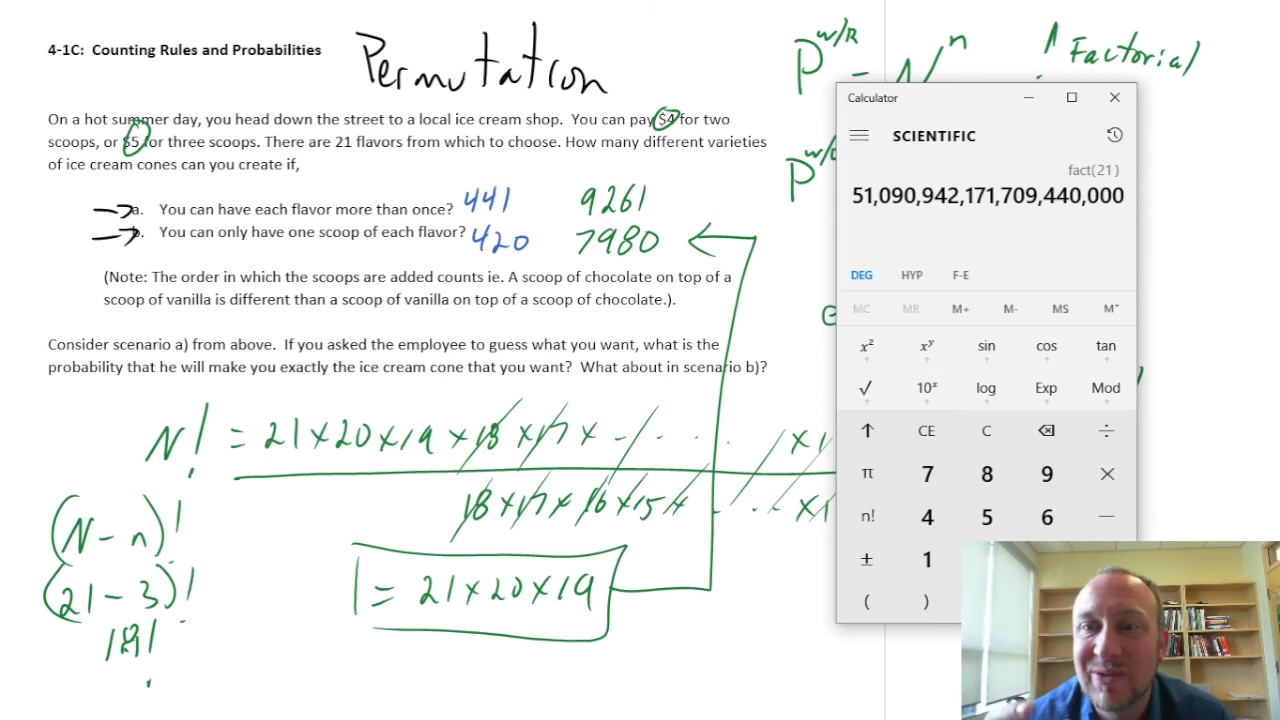 4-1C: Counting Rules and Probabilities
Permutation
P w/R = N^n
Factorial
On a hot summer day, you head down the street to a local ice cream shop. You can pay $4 for two
scoops, or $5 for three scoops. There are 21 flavors from which to choose. How many different varieties
of ice cream cones can you create if,
P w/
a. You can have each flavor more than once? 441 9261
b. You can only have one scoop of each flavor? 420 7980
(Note: The order in which the scoops are added counts ie. A scoop of chocolate on top of a
scoop of vanilla is different than a scoop of vanilla on top of a scoop of chocolate.).
Consider scenario a) from above. If you asked the employee to guess what you want, what is the
probability that he will make you exactly the ice cream cone that you want? What about in scenario b)?
N! = 21 x 20 x 19 x 18 x 17 x - . . . . 1 x 1
(N - n)! 18 x 17 x 16 x 15 x . . . . x 1
(21 - 3)! = 21 x 20 x 19
18!
Calculator
SCIENTIFIC
fact(21)
51,090,942,171,709,440,000
DEG HYP F-E
MC MR M+ M- MS M˅
x² xʸ sin cos tan
√ 10ˣ log Exp Mod
↑ CE C ⌫ ÷
π 7 8 9 ×
n! 4 5 6 —
± 1
( )